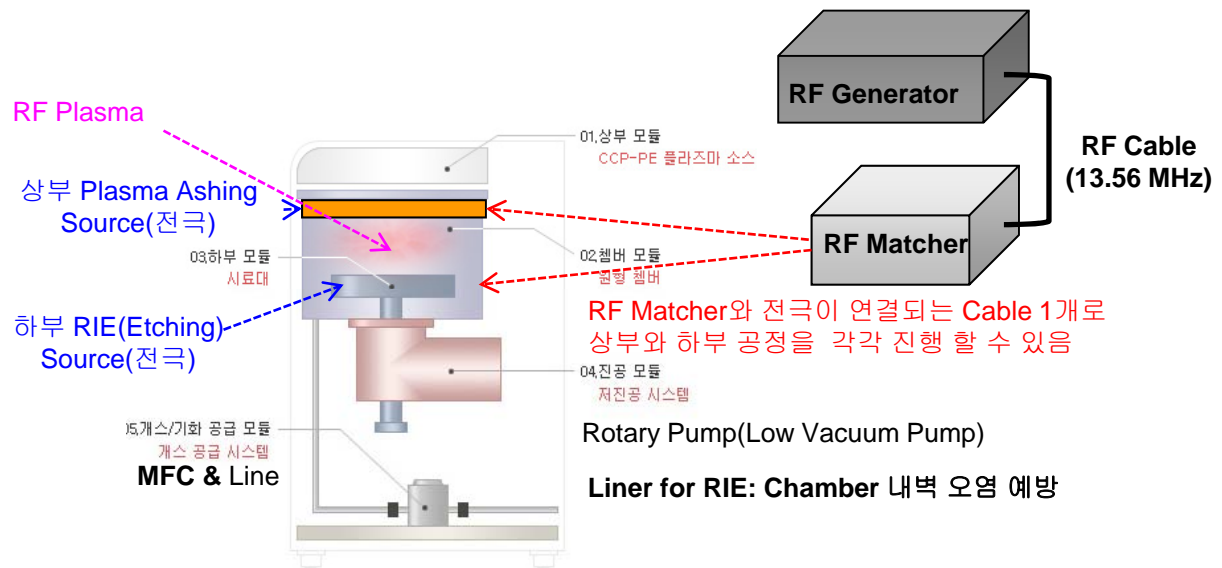 RF Generator
RF Plasma
01,상부 모듈
CCP-PE 플라즈마 소스
RF Cable
(13.56 MHz)
상부 Plasma Ashing
Source(전극)
RF Matcher
03,하부 모듈
시료대
02,쳄버 모듈
원형 쳄버
RF Matcher와 전극이 연결되는 Cable 1개로
상부와 하부 공정을 각각 진행 할 수 있음
하부 RIE(Etching)
Source(전극)
04,진공 모듈
저진공 시스템
05,개스/기화 공급 모듈
개스 공급 시스템
Rotary Pump(Low Vacuum Pump)
MFC & Line
Liner for RIE: Chamber 내벽 오염 예방